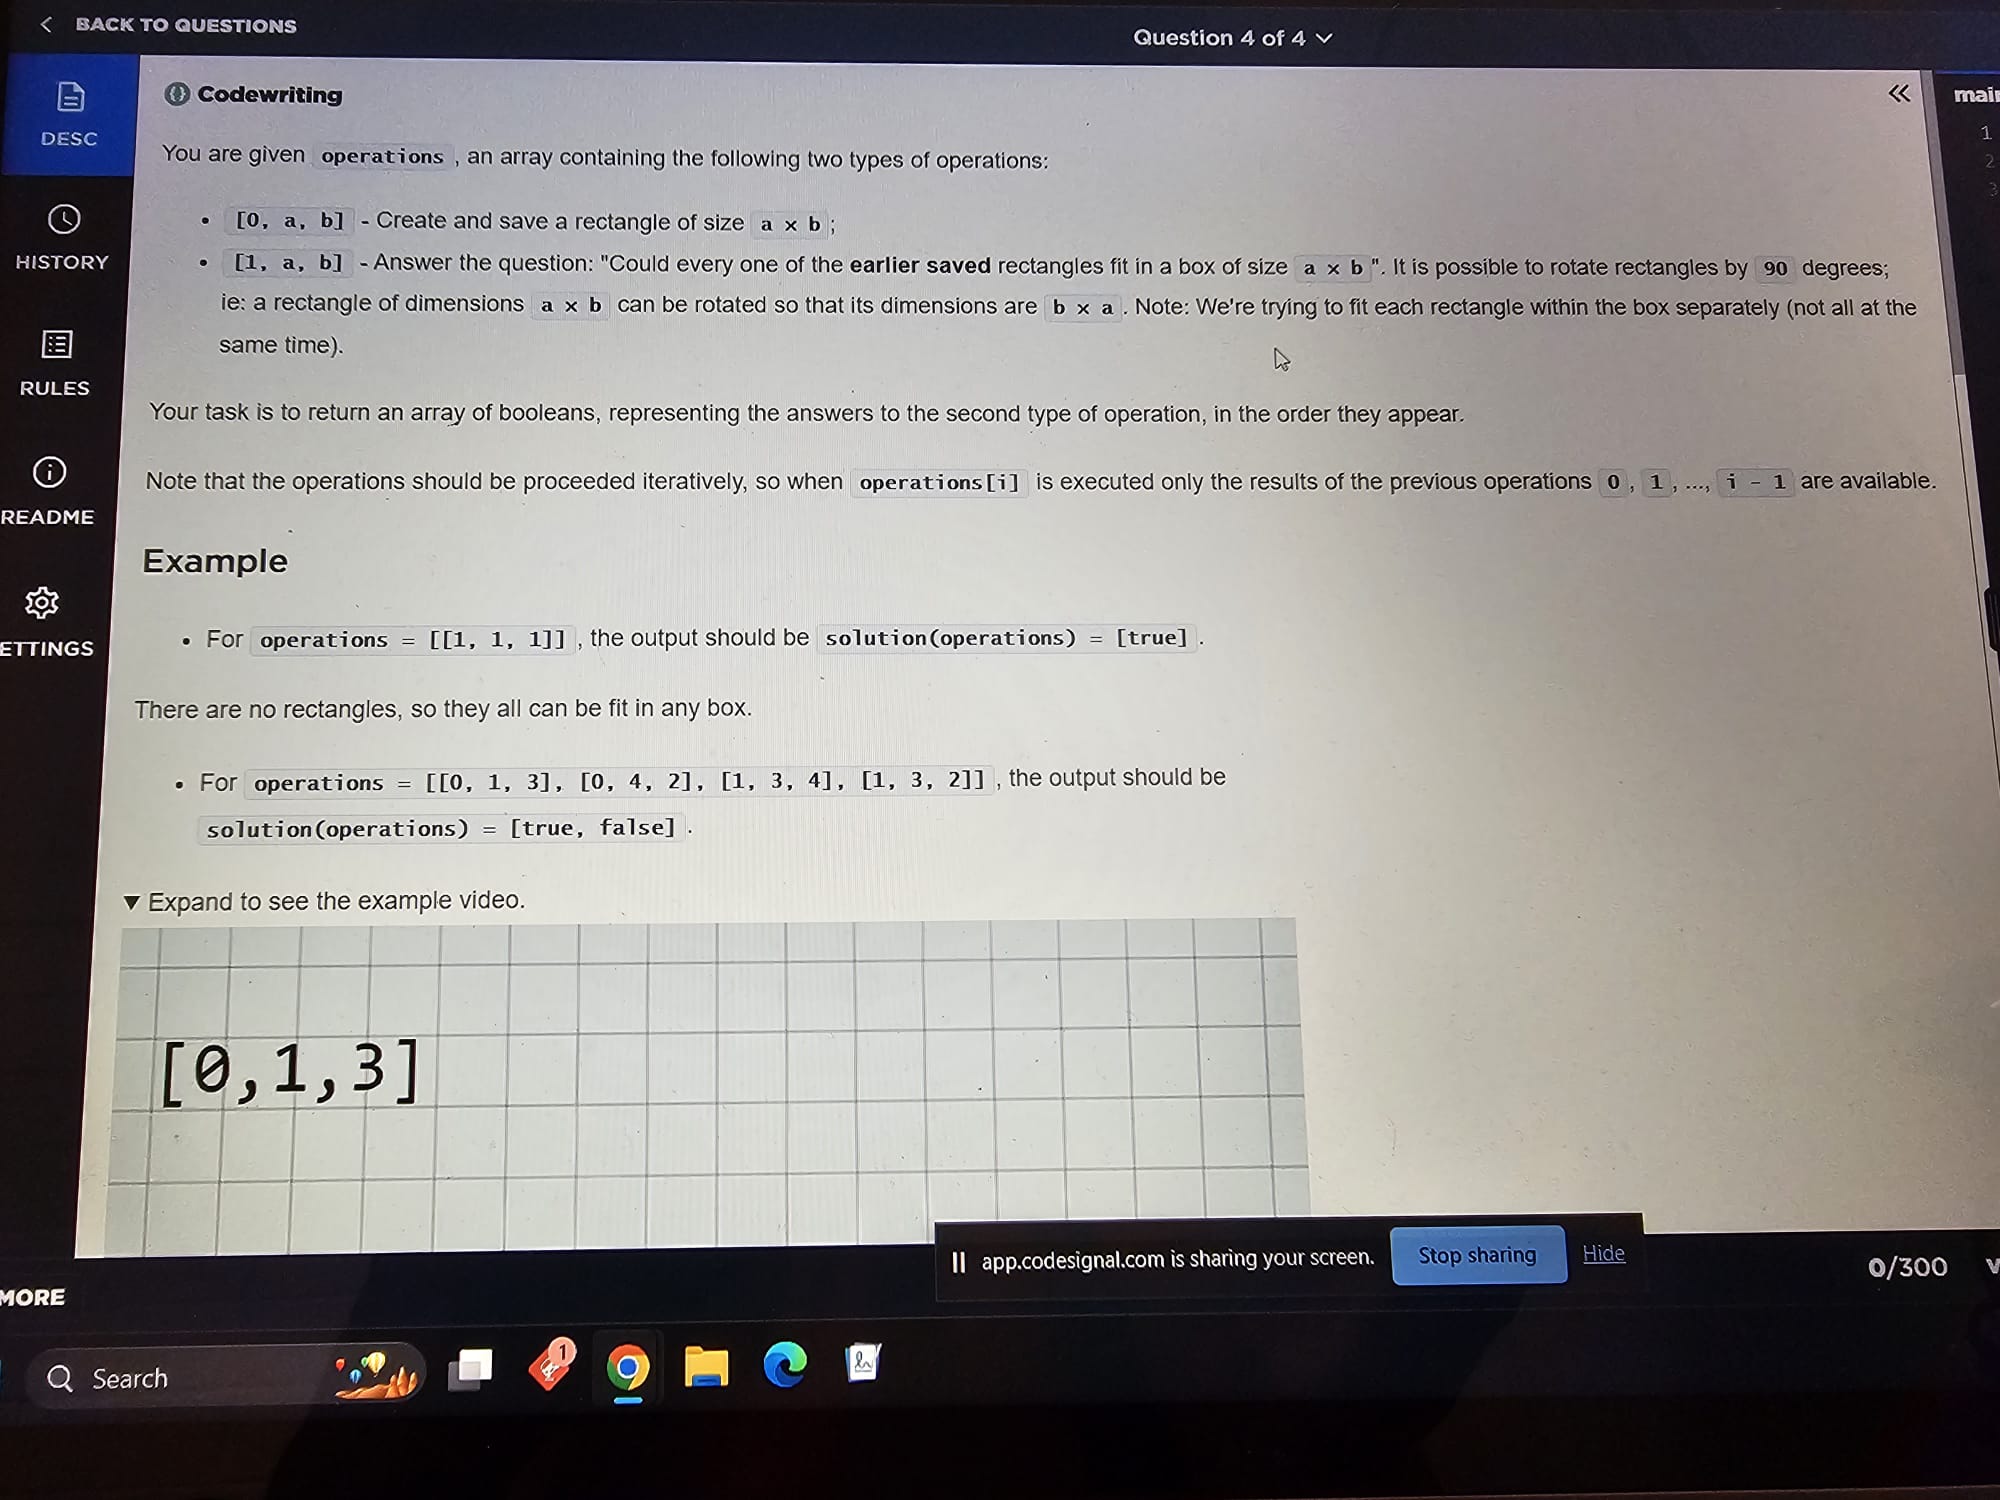 BACK TO QUESTIONS
Question 4 of 4
DESC
HISTORY
RULES
README
ETTINGS
MORE
Codewriting
You are given operations , an array containing the following two types of operations:
• [0, a, b] - Create and save a rectangle of size a x b ;
• [1, a, b] - Answer the question: "Could every one of the earlier saved rectangles fit in a box of size a x b ". It is possible to rotate rectangles by 90 degrees;
ie: a rectangle of dimensions a x b can be rotated so that its dimensions are b x a . Note: We're trying to fit each rectangle within the box separately (not all at the
same time).
Your task is to return an array of booleans, representing the answers to the second type of operation, in the order they appear.
Note that the operations should be proceeded iteratively, so when operations[i] is executed only the results of the previous operations 0 , 1 , ..., i - 1 are available.
Example
• For operations = [[1, 1, 1]] , the output should be solution(operations) = [true] .
There are no rectangles, so they all can be fit in any box.
• For operations = [[0, 1, 3], [0, 4, 2], [1, 3, 4], [1, 3, 2]] , the output should be
solution(operations) = [true, false] .
▼ Expand to see the example video.
[0,1,3]
mai
1
2
3
app.codesignal.com is sharing your screen.
Stop sharing
Hide
0/300
Search
1